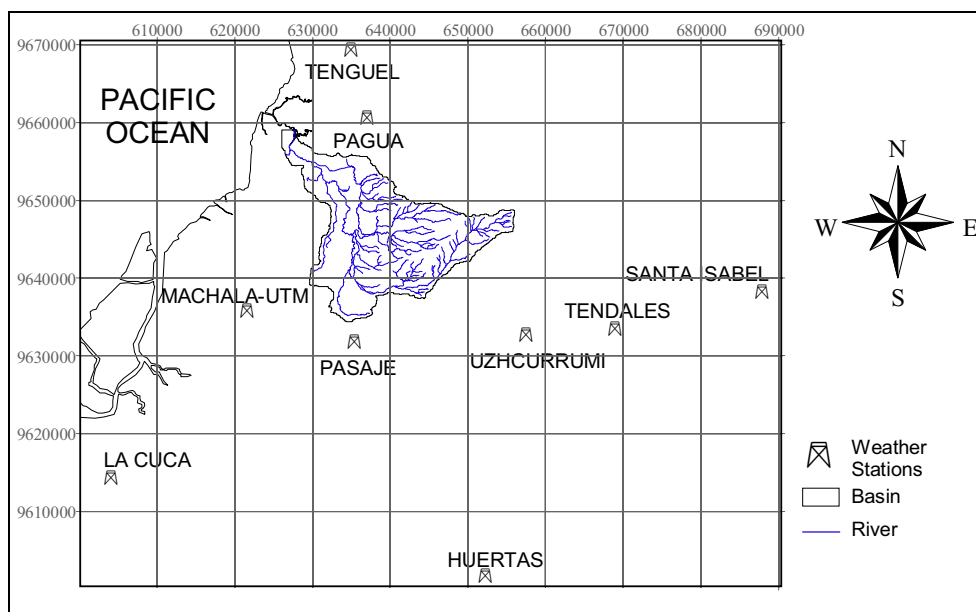 610000 620000 630000 640000 650000 660000 670000 680000 690000
9670000
TENGUEL
PACIFIC
OCEAN
9660000
PAGUA
N
9650000
W E
9640000
SANTA SABEL
S
MACHALA-UTM
TENDALES
9630000
PASAJE
UZHCURRUMI
9620000
LA CUCA
Weather
Stations
Basin
9610000
River
HUERTAS